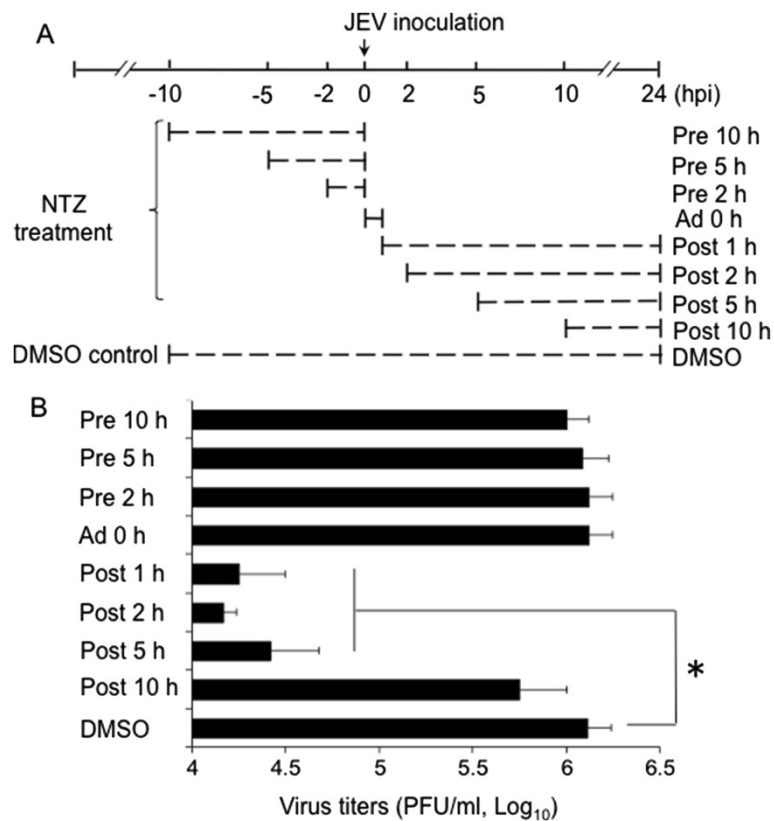 A
JEV inoculation
-10 -5 -2 0 2 5 10 24 (hpi)
NTZ
treatment
Pre 10 h
Pre 5 h
Pre 2 h
Ad 0 h
Post 1 h
Post 2 h
Post 5 h
Post 10 h
DMSO control
DMSO
B
Pre 10 h
Pre 5 h
Pre 2 h
Ad 0 h
Post 1 h
Post 2 h
Post 5 h
Post 10 h
DMSO
*
4 4.5 5 5.5 6 6.5
Virus titers (PFU/ml, Log10)